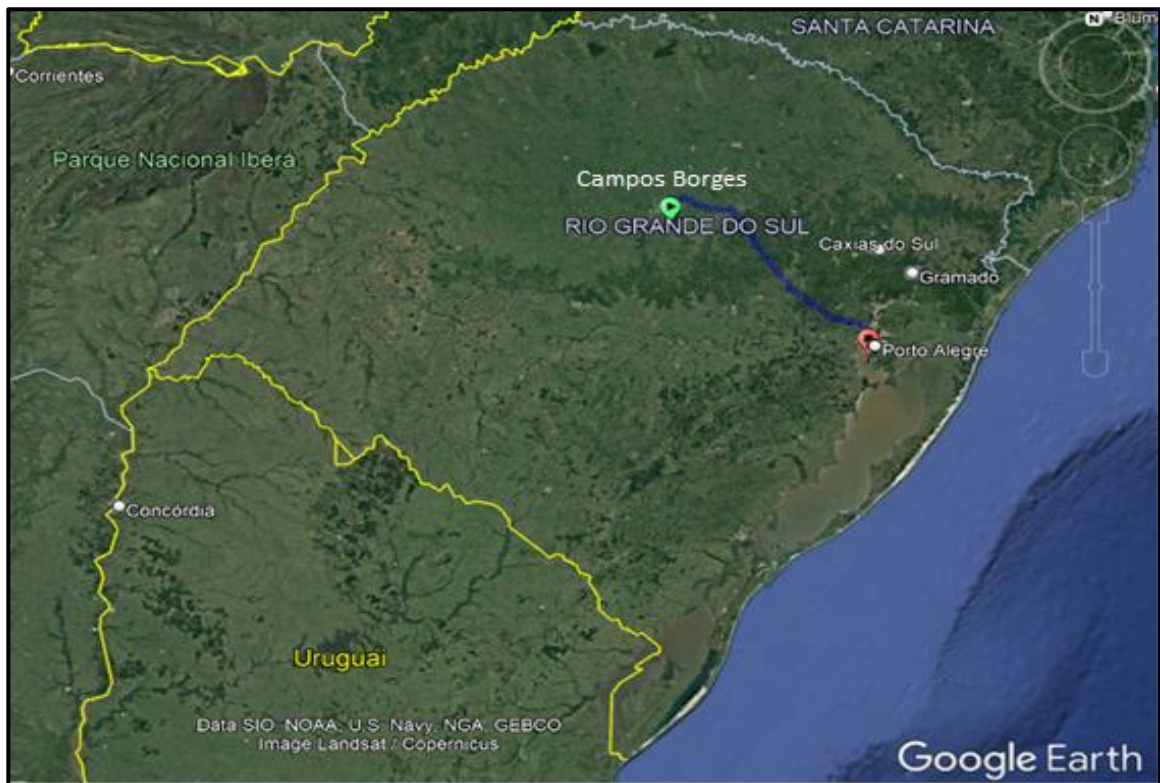 SANTA CATARINA
N
Blum
Corrientes
Parque Nacional Iberá
Campos Borges
RIO GRANDE DO SUL
Caxias do Sul
Gramado
Porto Alegre
Concórdia
Uruguai
Data SIO, NOAA, U.S. Navy, NGA, GEBCO
Image Landsat / Copernicus
Google Earth